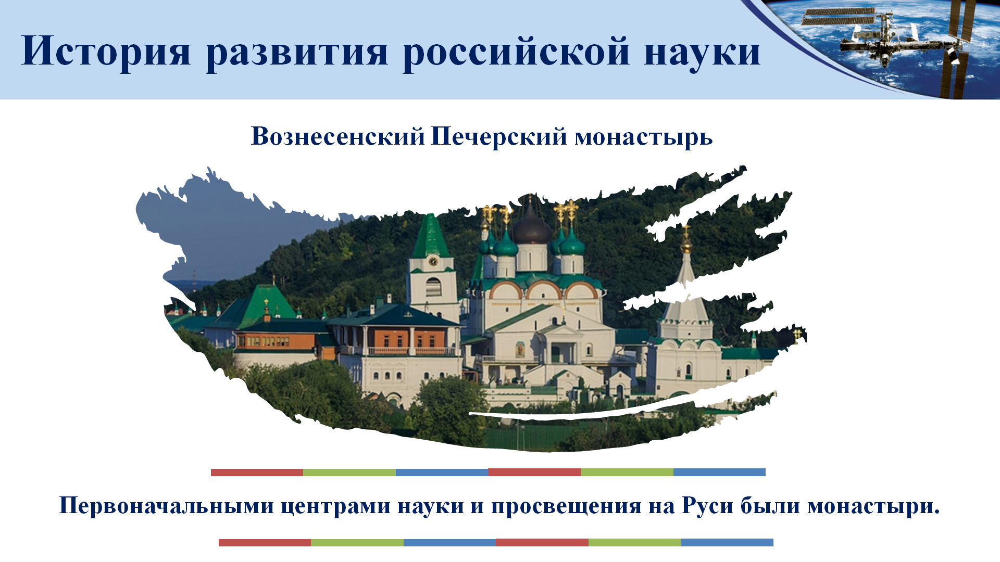 История развития российской науки
Вознесенский Печерский монастырь
Первоначальными центрами науки и просвещения на Руси были монастыри.